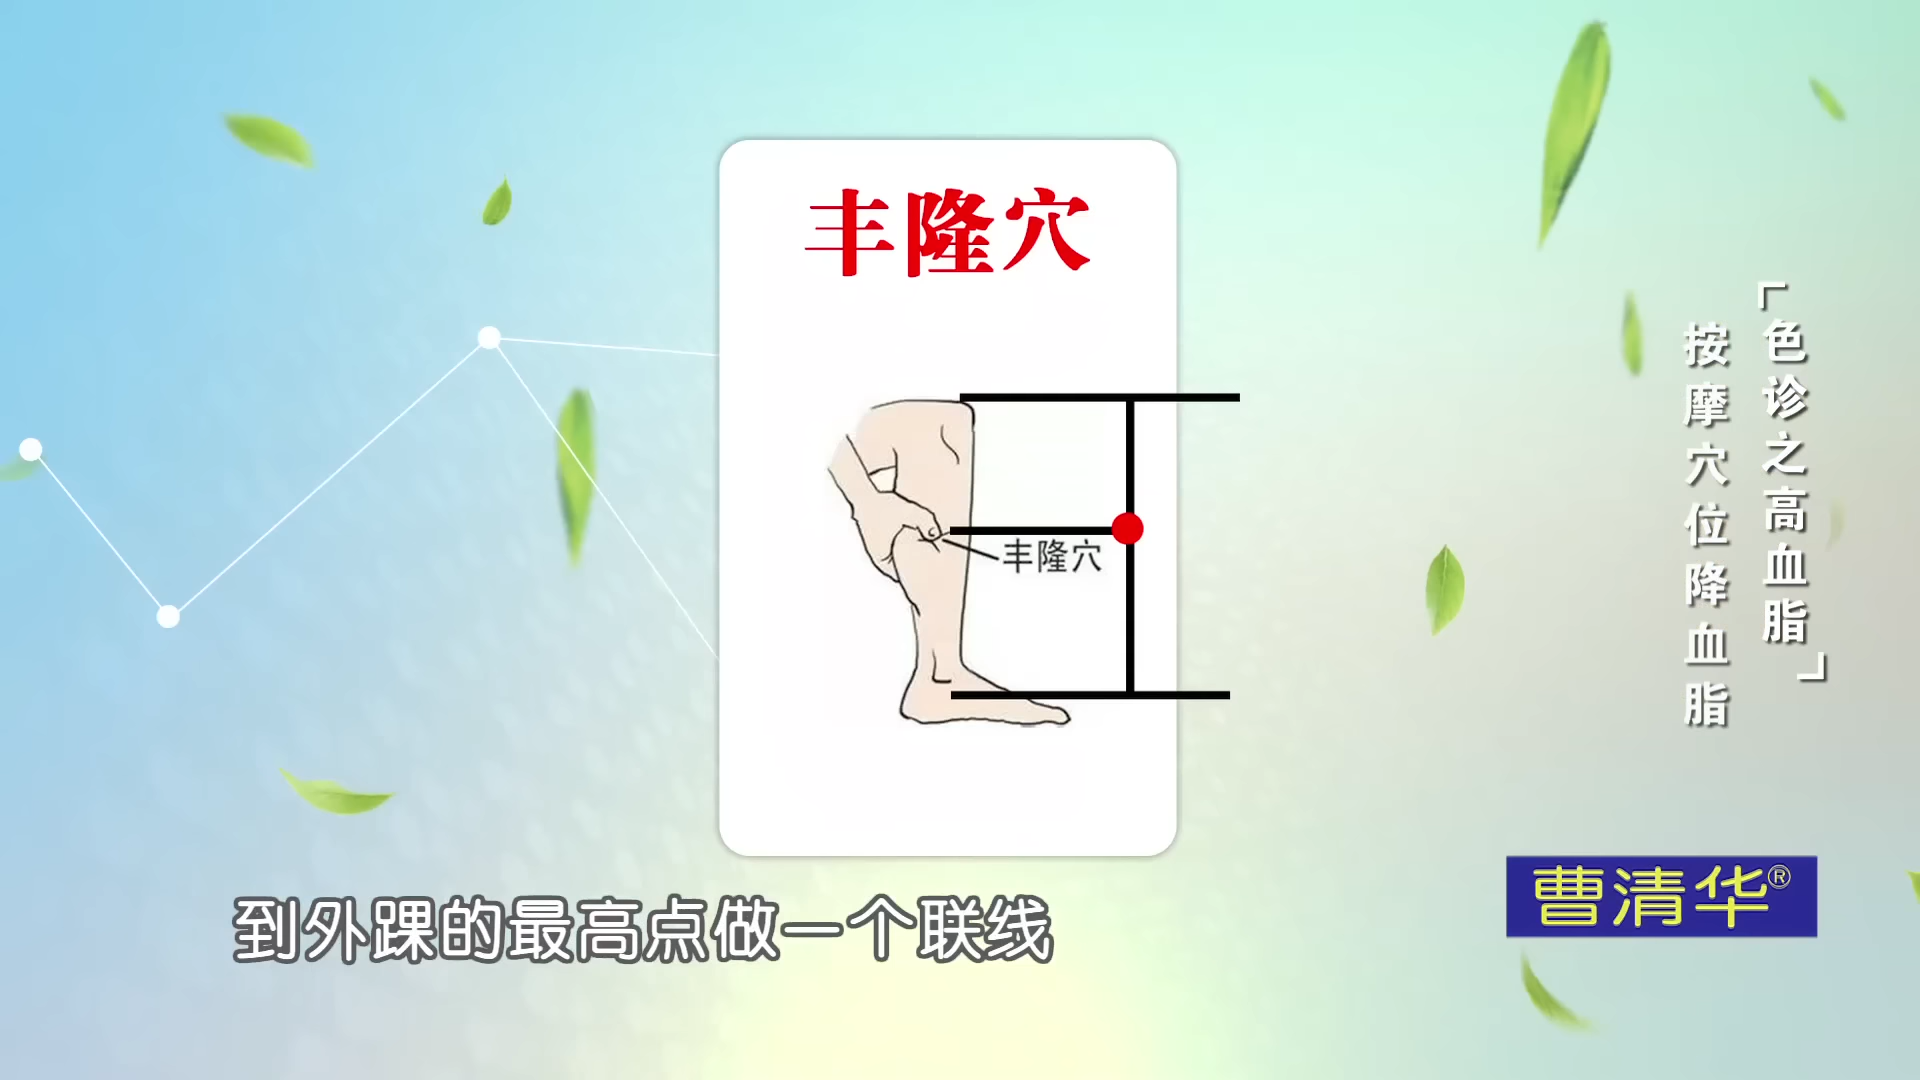 丰隆穴
丰隆穴
「色诊之高血脂」
按摩穴位降血脂
曹清华®
到外踝的最高点做一个联线